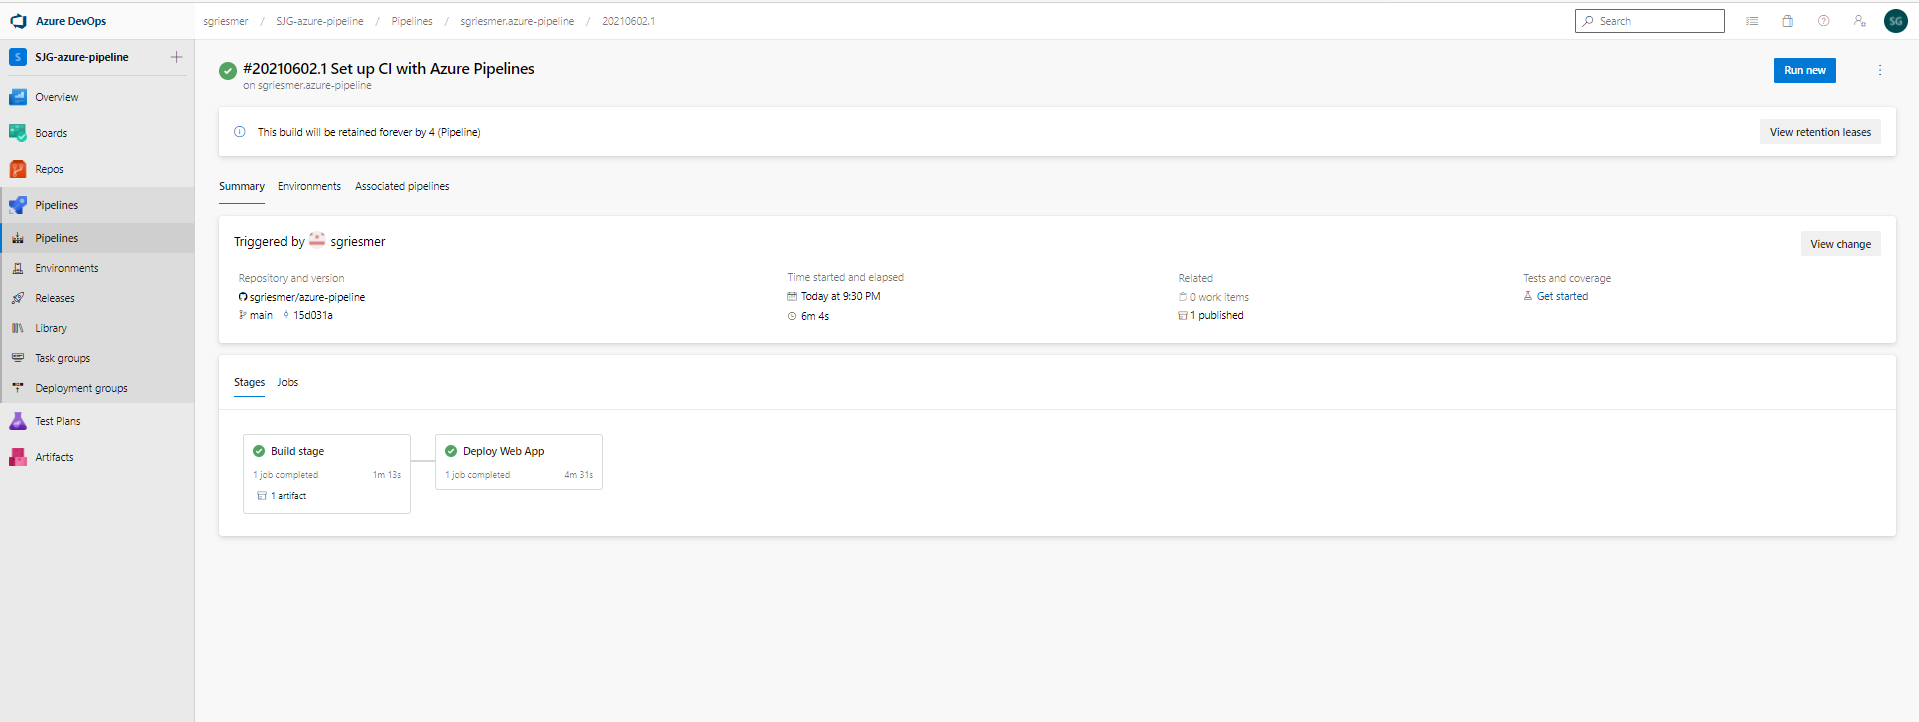 Azure DevOps
sgriesmer / SJG-azure-pipeline / Pipelines / sgriesmer.azure-pipeline / 20210602.1
Search
SG
S SJG-azure-pipeline
Overview
Boards
Repos
Pipelines
Pipelines
Environments
Releases
Library
Task groups
Deployment groups
Test Plans
Artifacts
#20210602.1 Set up CI with Azure Pipelines
on sgriesmer.azure-pipeline
Run new
This build will be retained forever by 4 (Pipeline)
View retention leases
Summary Environments Associated pipelines
Triggered by sgriesmer
View change
Repository and version
sgriesmer/azure-pipeline
main 15d031a
Time started and elapsed
Today at 9:30 PM
6m 4s
Related
0 work items
1 published
Tests and coverage
Get started
Stages Jobs
Build stage
1 job completed 1m 13s
1 artifact
Deploy Web App
1 job completed 4m 31s